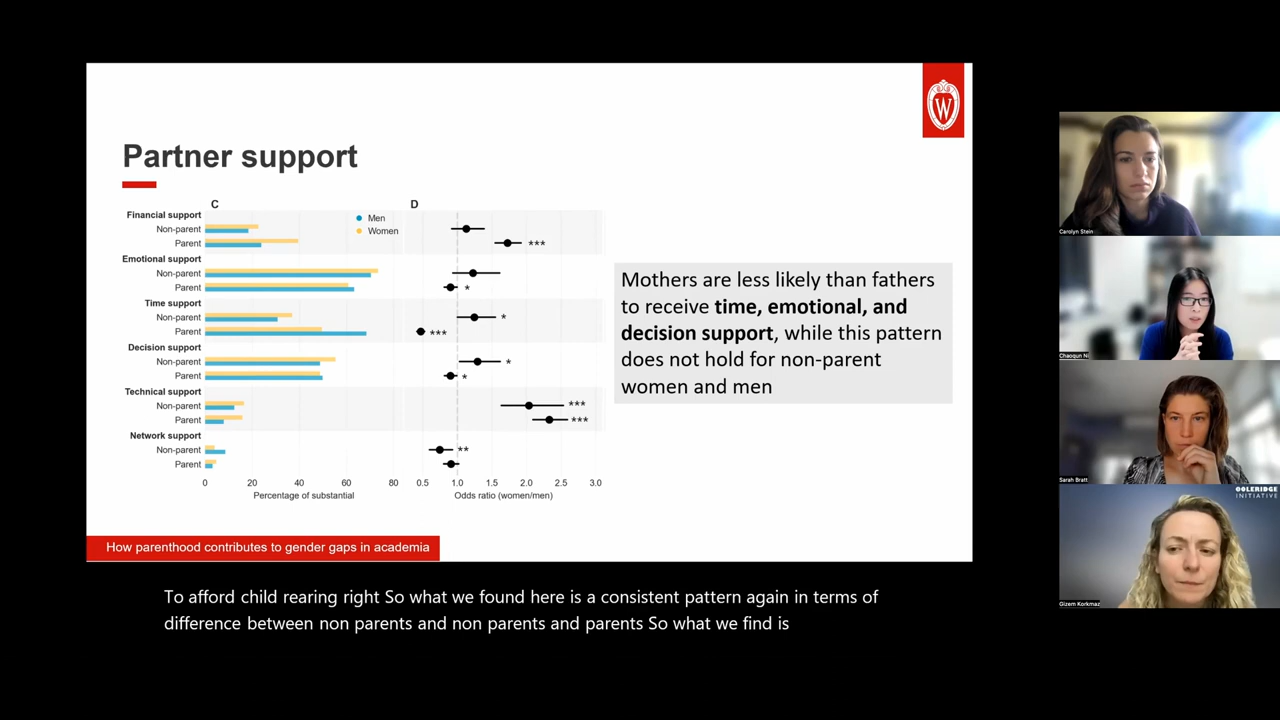 W
Partner support
C
D
Men
Women
Financial support
Non-parent
Parent
***
Emotional support
Non-parent
Parent
*
Time support
Non-parent
*
Parent
***
Decision support
Non-parent
*
Parent
*
Technical support
Non-parent
***
Parent
***
Network support
Non-parent
**
Parent
0 20 40 60 80 0.5 1.0 1.5 2.0 2.5 3.0
Percentage of substantial
Odds ratio (women/men)
Mothers are less likely than fathers
to receive time, emotional, and
decision support, while this pattern
does not hold for non-parent
women and men
How parenthood contributes to gender gaps in academia
To afford child rearing right So what we found here is a consistent pattern again in terms of
difference between non parents and non parents and parents So what we find is
Carolyn Stein
Chaoqun Ni
Sarah Bratt
COLERIDGE
INITIATIVE
Gizem Korkmaz